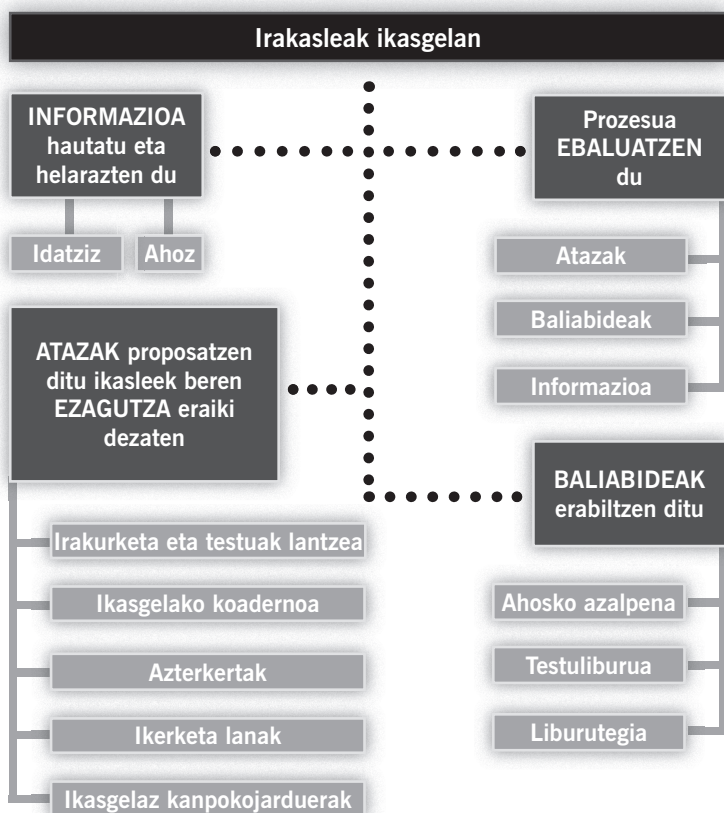 Irakasleak ikasgelan
INFORMAZIOA
hautatu eta
helarazten du
Idatziz
Ahoz
ATAZAK proposatzen
ditu ikasleek beren
EZAGUTZA eraiki
dezaten
Irakurketa eta testuak lantzea
Ikasgelako koadernoa
Azterkertak
Ikerketa lanak
Ikasgelaz kanpokojarduerak
Prozesua
EBALUATZEN
du
Atazak
Baliabideak
Informazioa
BALIABIDEAK
erabiltzen ditu
Ahosko azalpena
Testuliburua
Liburutegia